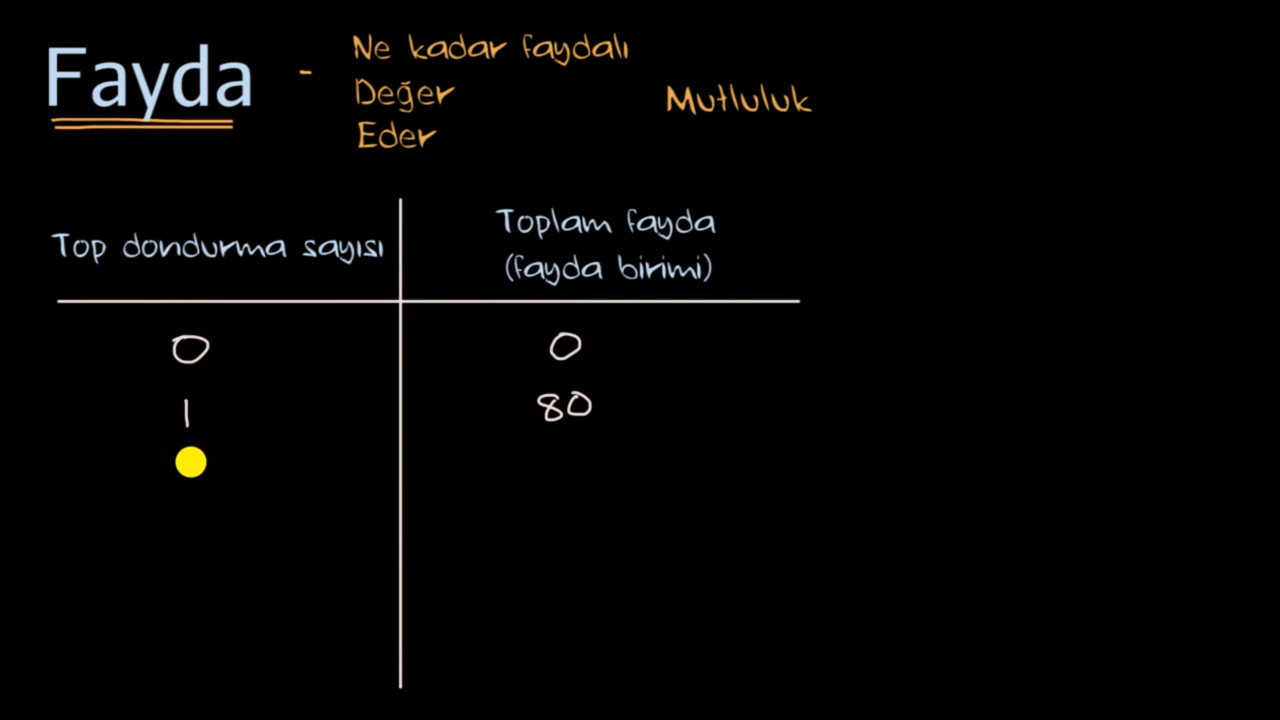 Fayda - Ne kadar faydalı
Değer Mutluluk
Eder
Top dondurma sayısı
Toplam fayda
(fayda birimi)
0 0
1 80